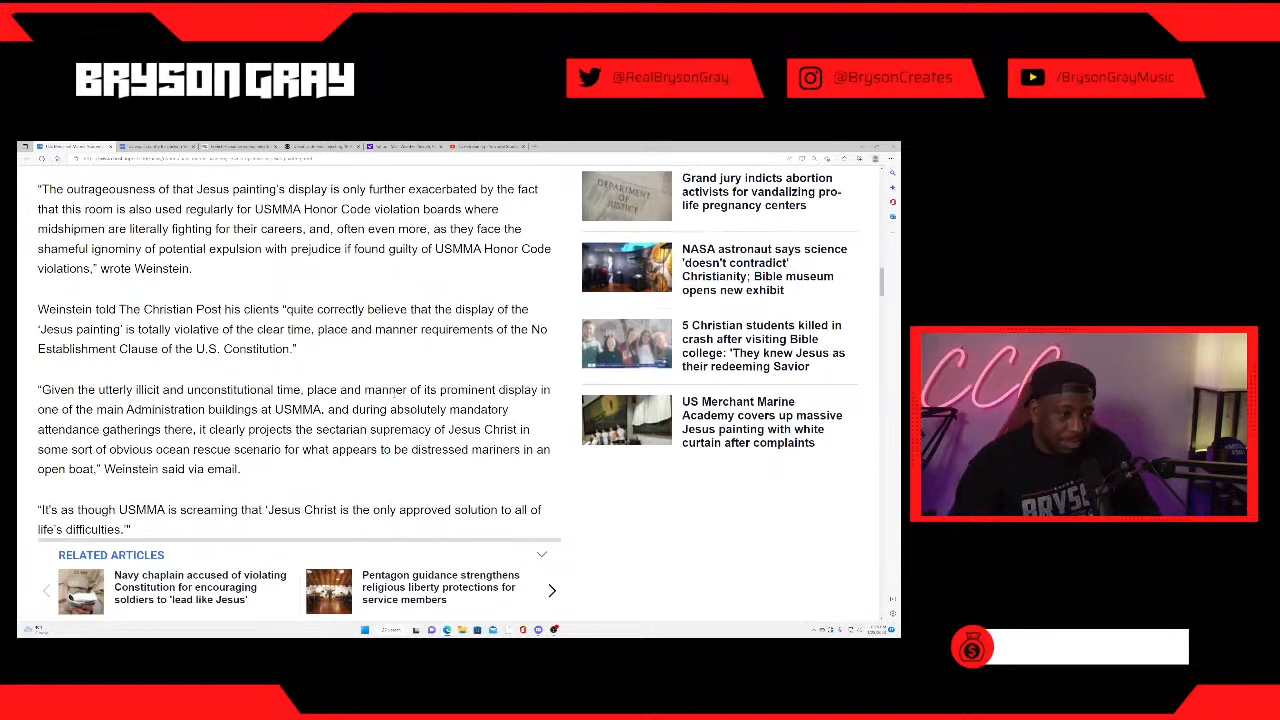 BRYSON GRAY
@RealBrysonGray
@BrysonCreates
/BrysonGrayMusic
“The outrageousness of that Jesus painting’s display is only further exacerbated by the fact
that this room is also used regularly for USMMA Honor Code violation boards where
midshipmen are literally fighting for their careers, and, often even more, as they face the
shameful ignominy of potential expulsion with prejudice if found guilty of USMMA Honor Code
violations,” wrote Weinstein.
Weinstein told The Christian Post his clients “quite correctly believe that the display of the
‘Jesus painting’ is totally violative of the clear time, place and manner requirements of the No
Establishment Clause of the U.S. Constitution.”
“Given the utterly illicit and unconstitutional time, place and manner of its prominent display in
one of the main Administration buildings at USMMA, and during absolutely mandatory
attendance gatherings there, it clearly projects the sectarian supremacy of Jesus Christ in
some sort of obvious ocean rescue scenario for what appears to be distressed mariners in an
open boat,” Weinstein said via email.
“It’s as though USMMA is screaming that ‘Jesus Christ is the only approved solution to all of
life’s difficulties.’”
RELATED ARTICLES
Navy chaplain accused of violating
Constitution for encouraging
soldiers to 'lead like Jesus'
Pentagon guidance strengthens
religious liberty protections for
service members
DEPARTMENT
OF
JUSTICE
Grand jury indicts abortion
activists for vandalizing pro-
life pregnancy centers
NASA astronaut says science
'doesn't contradict'
Christianity; Bible museum
opens new exhibit
5 Christian students killed in
crash after visiting Bible
college: 'They knew Jesus as
their redeeming Savior
US Merchant Marine
Academy covers up massive
Jesus painting with white
curtain after complaints
CCG
Search